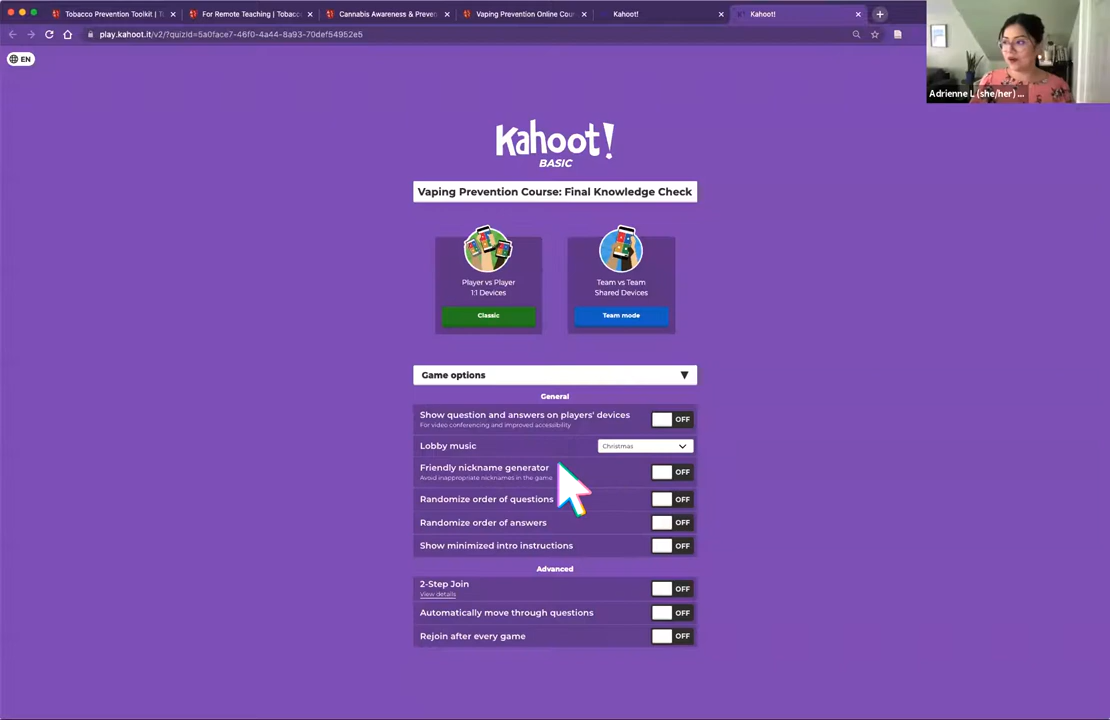 Tobacco Prevention Toolkit | To
For Remote Teaching | Tobacc
Cannabis Awareness & Preven
Vaping Prevention Online Cou
Kahoot!
Kahoot!
play.kahoot.it/v2/?quizId=5a0face7-46f0-4a44-8a93-70def54952e5
EN
Adrienne L (she/her) ...
Kahoot!
BASIC
Vaping Prevention Course: Final Knowledge Check
Player vs Player
1:1 Devices
Classic
Team vs Team
Shared Devices
Team mode
Game options
General
Show question and answers on players' devices
For video conferencing and improved accessibility
OFF
Lobby music
Christmas
Friendly nickname generator
Avoid inappropriate nicknames in the game
OFF
Randomize order of questions
OFF
Randomize order of answers
OFF
Show minimized intro instructions
OFF
Advanced
2-Step Join
View details
OFF
Automatically move through questions
OFF
Rejoin after every game
OFF